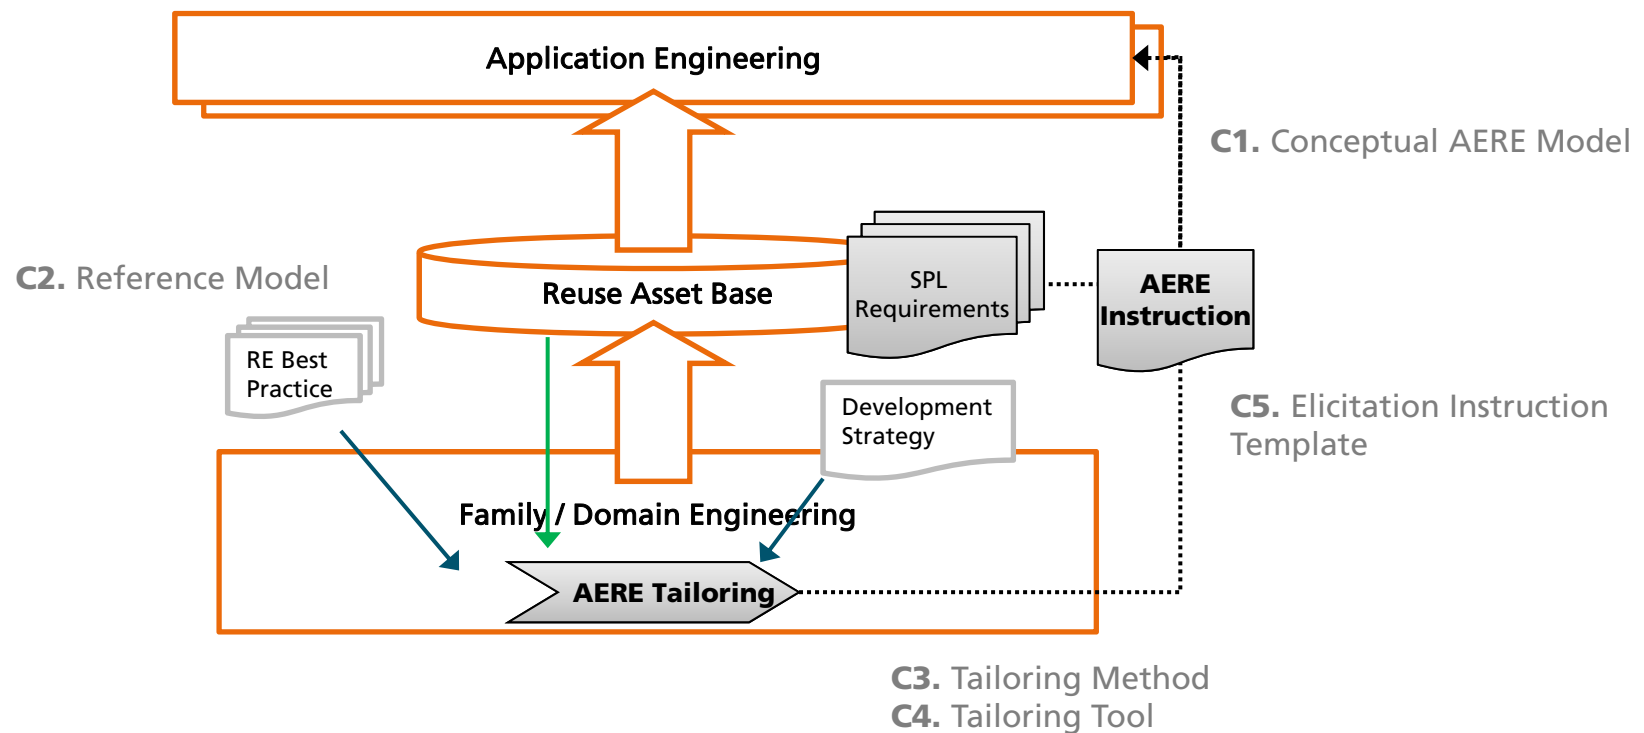 Application Engineering
C1. Conceptual AERE Model
C2. Reference Model
Reuse Asset Base
SPL
Requirements
AERE
Instruction
RE Best
Practice
Development
Strategy
C5. Elicitation Instruction
Template
Family / Domain Engineering
AERE Tailoring
C3. Tailoring Method
C4. Tailoring Tool